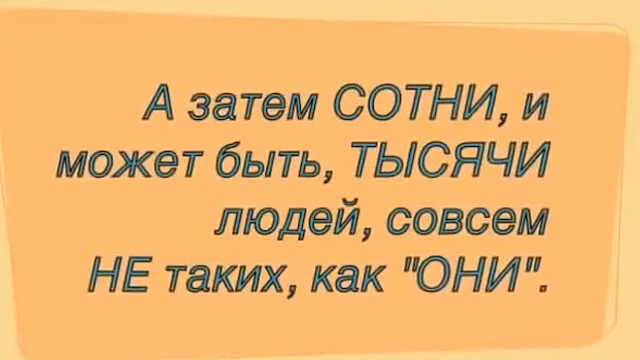 А затем СОТНИ, и
может быть, ТЫСЯЧИ
людей, совсем
НЕ таких, как "ОНИ".